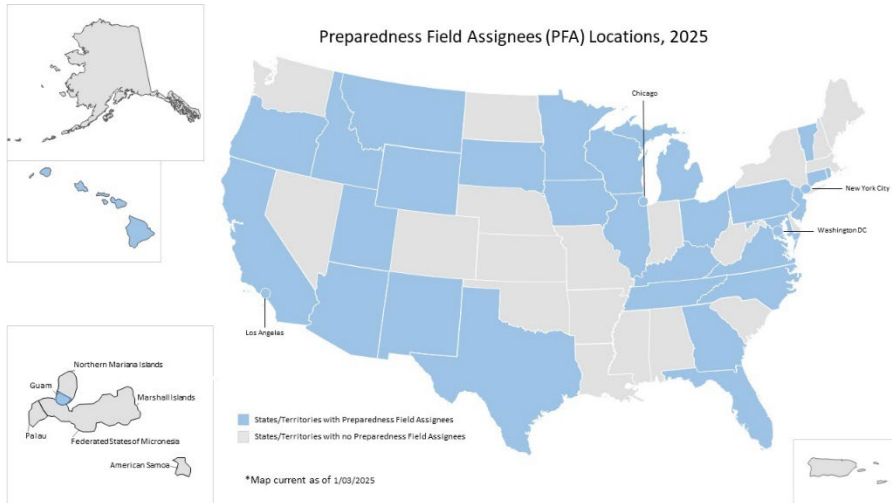 Preparedness Field Assignees (PFA) Locations, 2025
Chicago
New York City
Washington DC
Los Angeles
Northern Mariana Islands
Guam
Marshall Islands
Palau
Federated States of Micronesia
American Samoa
States/Territories with Preparedness Field Assignees
States/Territories with no Preparedness Field Assignees
*Map current as of 1/03/2025